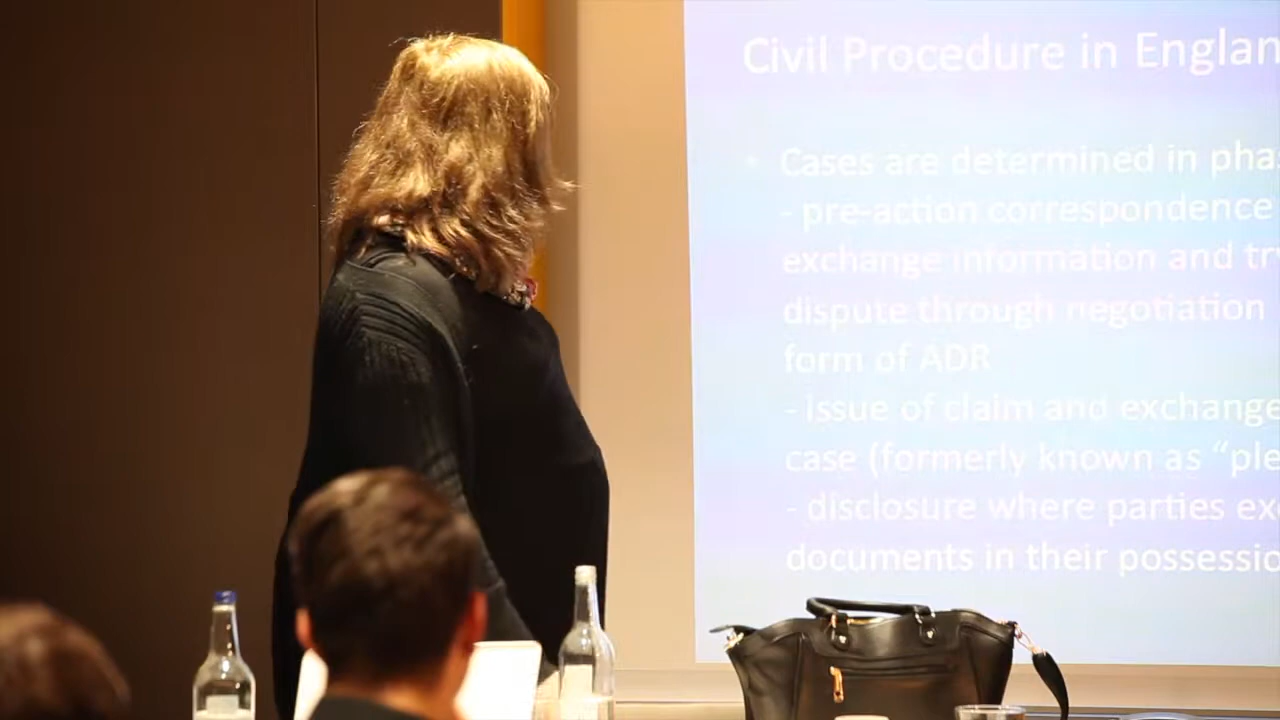 Civil Procedure in Englan
• Cases are determined in pha
- pre-action correspondence
exchange information and try
dispute through negotiation
form of ADR
- issue of claim and exchange
case (formerly known as “ple
- disclosure where parties ex
documents in their possessio